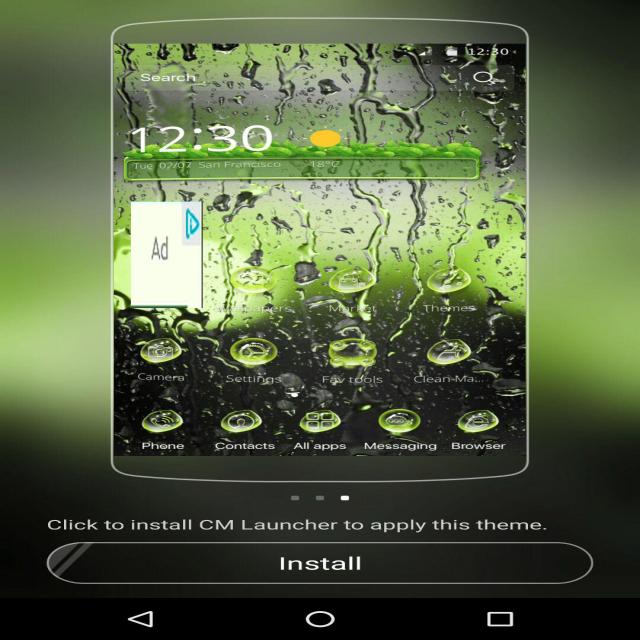 12:30
Search
12:30
Tue 07/07 San Francisco 18°C
Ad
Market Themes
Camera Settings Fav tools Clean-Ma...
Phone Contacts All apps Messaging Browser
Click to install CM Launcher to apply this theme.
Install